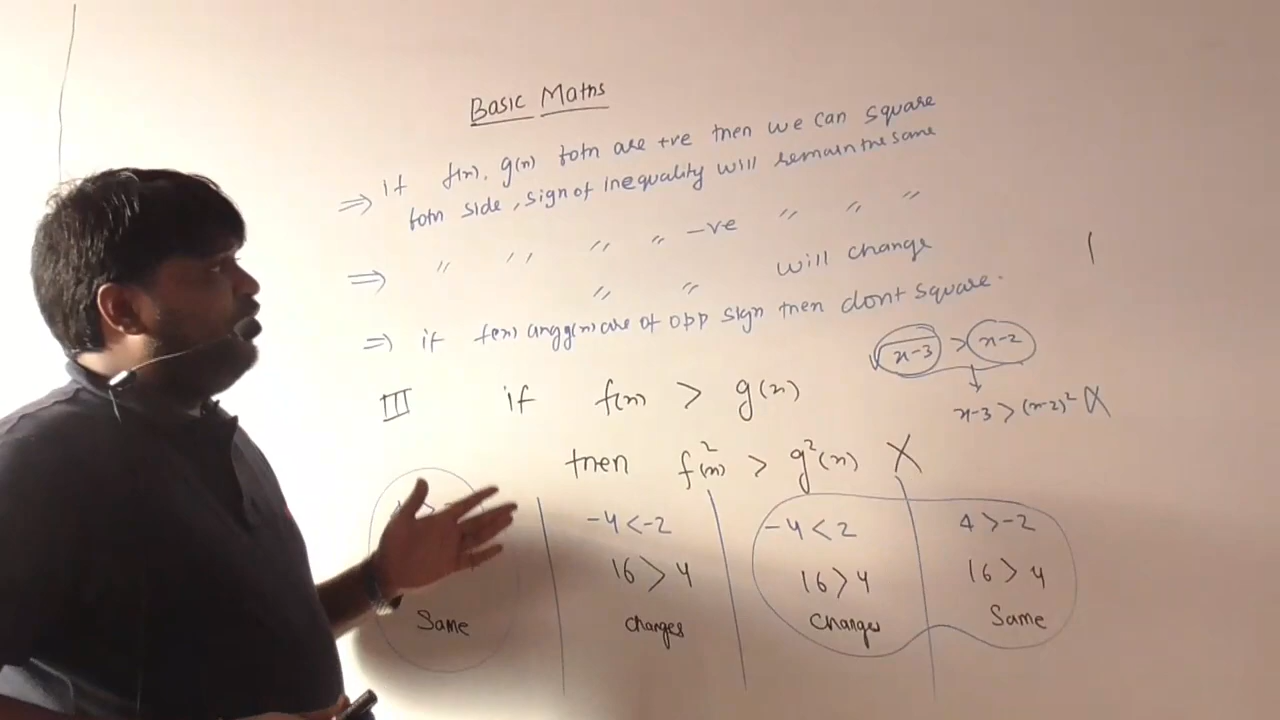 Basic Maths
⇒ if f(x), g(x) both are +ve then we can square
both side, sign of inequality will remain the same
⇒ " " " " -ve " " "
" " will change
⇒ if f(x) and g(x) are of opp sign then dont square.
x-3 > x-2
x-3 > (x-2)² X
III if f(x) > g(x)
then f²(x) > g²(x) X
-4 < -2
16 > 4
changes
-4 < 2
16 > 4
Changes
4 > -2
16 > 4
Same
Same